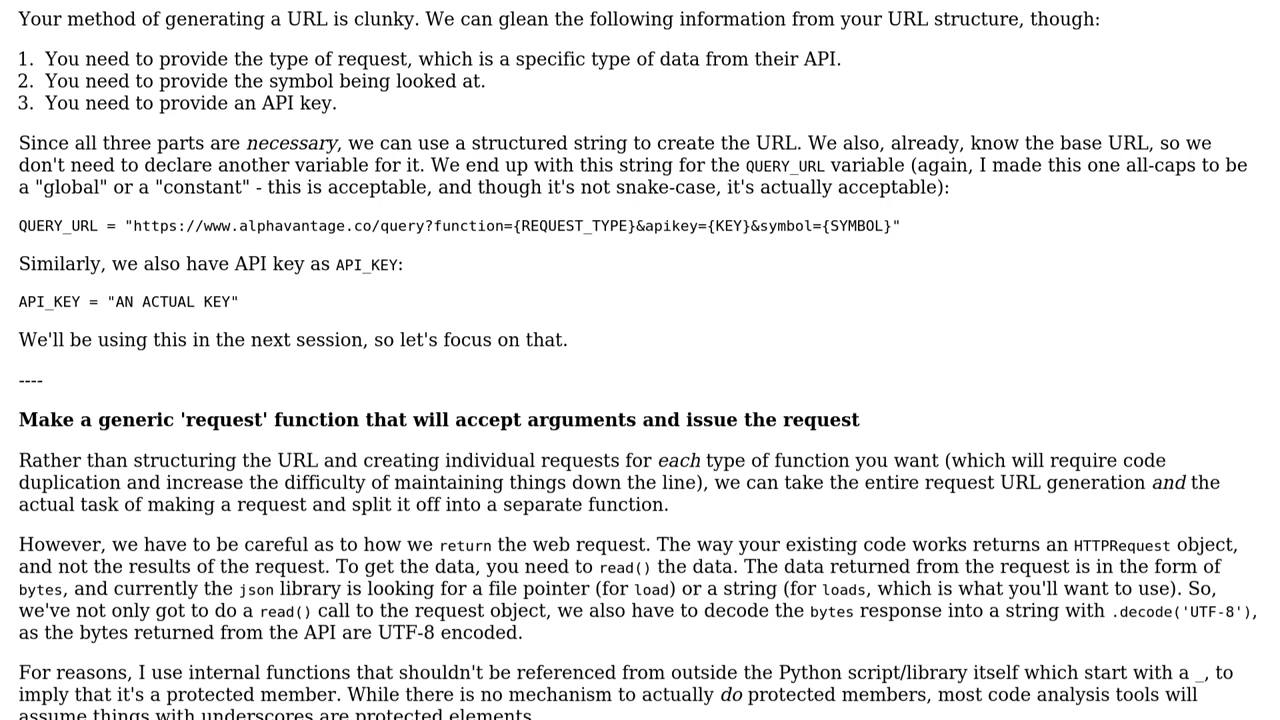 Your method of generating a URL is clunky. We can glean the following information from your URL structure, though:
1. You need to provide the type of request, which is a specific type of data from their API.
2. You need to provide the symbol being looked at.
3. You need to provide an API key.
Since all three parts are necessary, we can use a structured string to create the URL. We also, already, know the base URL, so we
don't need to declare another variable for it. We end up with this string for the QUERY_URL variable (again, I made this one all-caps to be
a "global" or a "constant" - this is acceptable, and though it's not snake-case, it's actually acceptable):
QUERY_URL = "https://www.alphavantage.co/query?function={REQUEST_TYPE}&apikey={KEY}&symbol={SYMBOL}"
Similarly, we also have API key as API_KEY:
API_KEY = "AN ACTUAL KEY"
We'll be using this in the next session, so let's focus on that.
----
Make a generic 'request' function that will accept arguments and issue the request
Rather than structuring the URL and creating individual requests for each type of function you want (which will require code
duplication and increase the difficulty of maintaining things down the line), we can take the entire request URL generation and the
actual task of making a request and split it off into a separate function.
However, we have to be careful as to how we return the web request. The way your existing code works returns an HTTPRequest object,
and not the results of the request. To get the data, you need to read() the data. The data returned from the request is in the form of
bytes, and currently the json library is looking for a file pointer (for load) or a string (for loads, which is what you'll want to use). So,
we've not only got to do a read() call to the request object, we also have to decode the bytes response into a string with .decode('UTF-8'),
as the bytes returned from the API are UTF-8 encoded.
For reasons, I use internal functions that shouldn't be referenced from outside the Python script/library itself which start with a _, to
imply that it's a protected member. While there is no mechanism to actually do protected members, most code analysis tools will
assume things with underscores are protected elements.